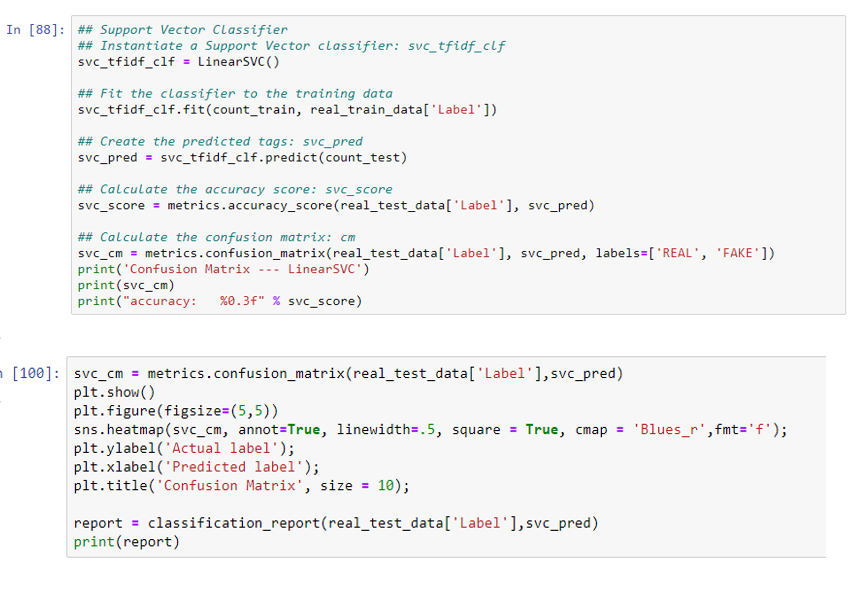 In [88]:
## Support Vector Classifier
## Instantiate a Support Vector classifier: svc_tfidf_clf
svc_tfidf_clf = LinearSVC()

## Fit the classifier to the training data
svc_tfidf_clf.fit(count_train, real_train_data['Label'])

## Create the predicted tags: svc_pred
svc_pred = svc_tfidf_clf.predict(count_test)

## Calculate the accuracy score: svc_score
svc_score = metrics.accuracy_score(real_test_data['Label'], svc_pred)

## Calculate the confusion matrix: cm
svc_cm = metrics.confusion_matrix(real_test_data['Label'], svc_pred, labels=['REAL', 'FAKE'])
print('Confusion Matrix --- LinearSVC')
print(svc_cm)
print("accuracy:   %0.3f" % svc_score)

n [100]:
svc_cm = metrics.confusion_matrix(real_test_data['Label'],svc_pred)
plt.show()
plt.figure(figsize=(5,5))
sns.heatmap(svc_cm, annot=True, linewidth=.5, square = True, cmap = 'Blues_r',fmt='f');
plt.ylabel('Actual label');
plt.xlabel('Predicted label');
plt.title('Confusion Matrix', size = 10);

report = classification_report(real_test_data['Label'],svc_pred)
print(report)